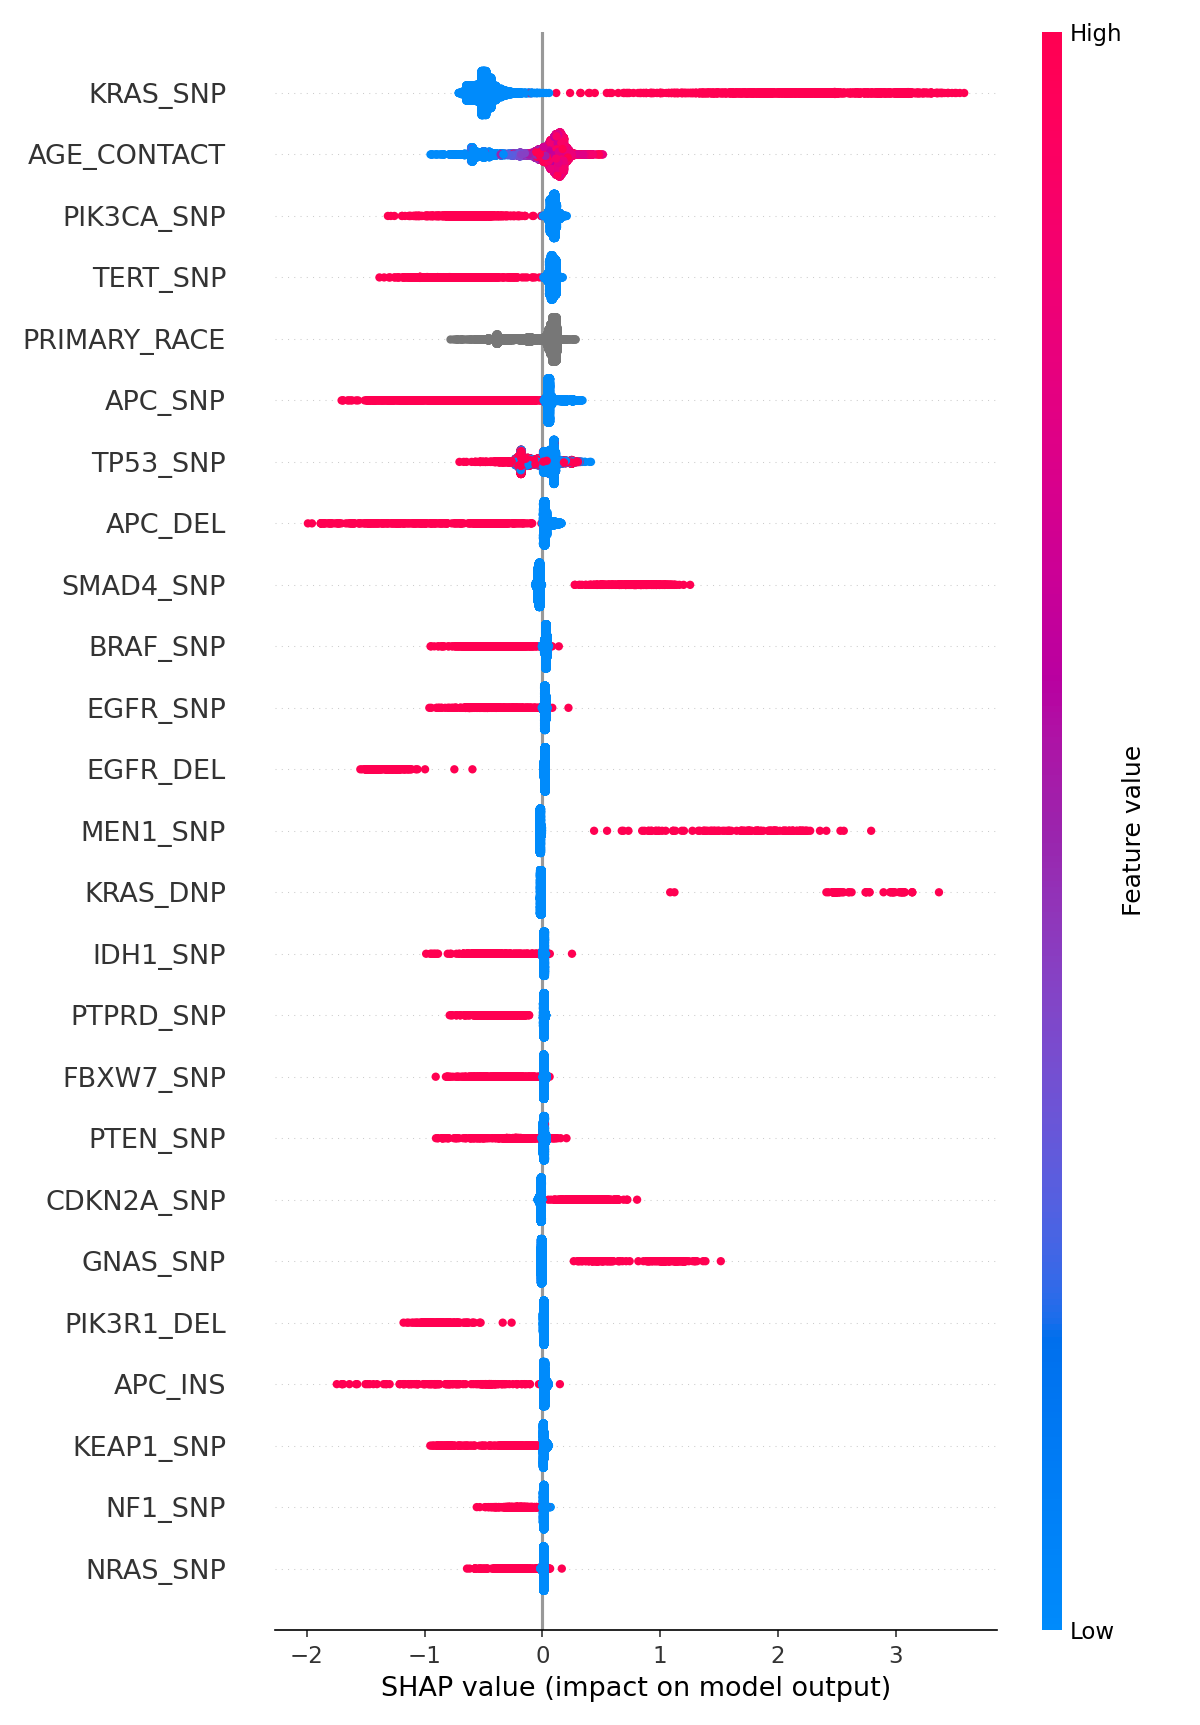 High
KRAS_SNP
AGE_CONTACT
PIK3CA_SNP
TERT_SNP
PRIMARY_RACE
APC_SNP
TP53_SNP
APC_DEL
SMAD4_SNP
BRAF_SNP
EGFR_SNP
EGFR_DEL
MEN1_SNP
KRAS_DNP
IDH1_SNP
PTPRD_SNP
FBXW7_SNP
PTEN_SNP
CDKN2A_SNP
GNAS_SNP
PIK3R1_DEL
APC_INS
KEAP1_SNP
NF1_SNP
NRAS_SNP
Feature value
Low
−2 −1 0 1 2 3
SHAP value (impact on model output)